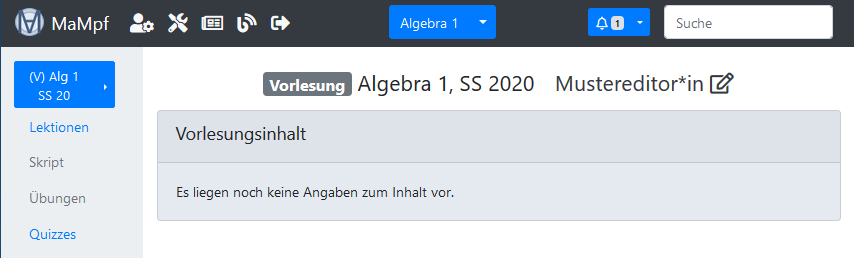 MaMpf Algebra 1 1 Suche
(V) Alg 1
SS 20
Lektionen
Skript
Übungen
Quizzes
Vorlesung Algebra 1, SS 2020 Mustereditor*in
Vorlesungsinhalt
Es liegen noch keine Angaben zum Inhalt vor.